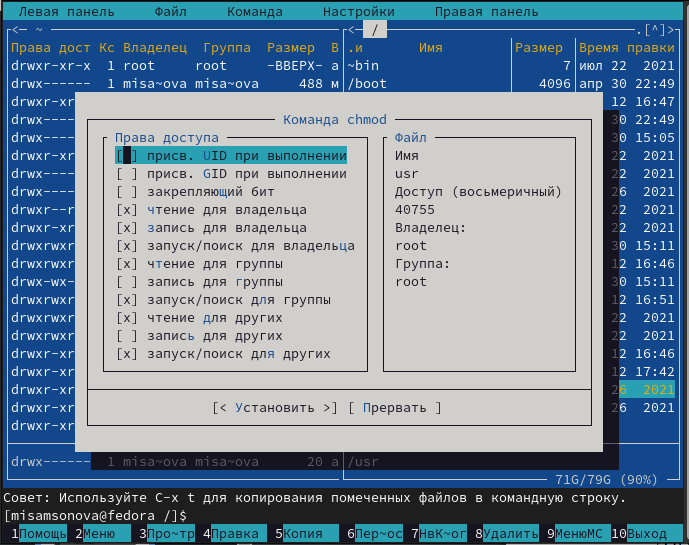 Левая панель Файл Команда Настройки Правая панель
<— ~ <— / .[^]>
Права дост Кс Владелец Группа Размер В .и Имя Размер Время правки
drwxr-xr-x 1 root root -ВВЕРХ- а ~bin 7 июл 22 2021
drwx------ 1 misa~ova misa~ova 488 м /boot 4096 апр 30 22:49
drwxr-xr 12 16:47
drwx---- Команда chmod 30 22:49
drwx---- Права доступа Файл 30 15:05
drwxr-xr [ ] присв. UID при выполнении Имя 22 2021
drwx---- [ ] присв. GID при выполнении usr 22 2021
drwx---- [ ] закрепляющий бит Доступ (восьмеричный) 26 2021
drwxr--r [x] чтение для владельца 40755 22 2021
drwxr-xr [x] запись для владельца Владелец: 22 2021
drwxrwxr [x] запуск/поиск для владельца root 30 15:11
drwxr-xr [x] чтение для группы Группа: 12 16:46
drwx-wx- [ ] запись для группы root 30 15:11
drwxrwxr [x] запуск/поиск для группы 12 16:51
drwxrwxr [x] чтение для других 22 2021
drwxr-xr [ ] запись для других 12 16:46
drwxr-xr [x] запуск/поиск для других 12 17:42
drwxr-xr 26 2021
drwxr-xr [< Установить >] [ Прервать ] 26 2021
drwxr-xr
drwx------ 1 misa~ova misa~ova 20 а /usr
71G/79G (90%)
Совет: Используйте C-x t для копирования помеченных файлов в командную строку.
[misamsonova@fedora /]$
1Помощь 2Меню 3Про~тр 4Правка 5Копия 6Пер~ос 7НвК~ог 8Удалить 9МенюMC 10Выход